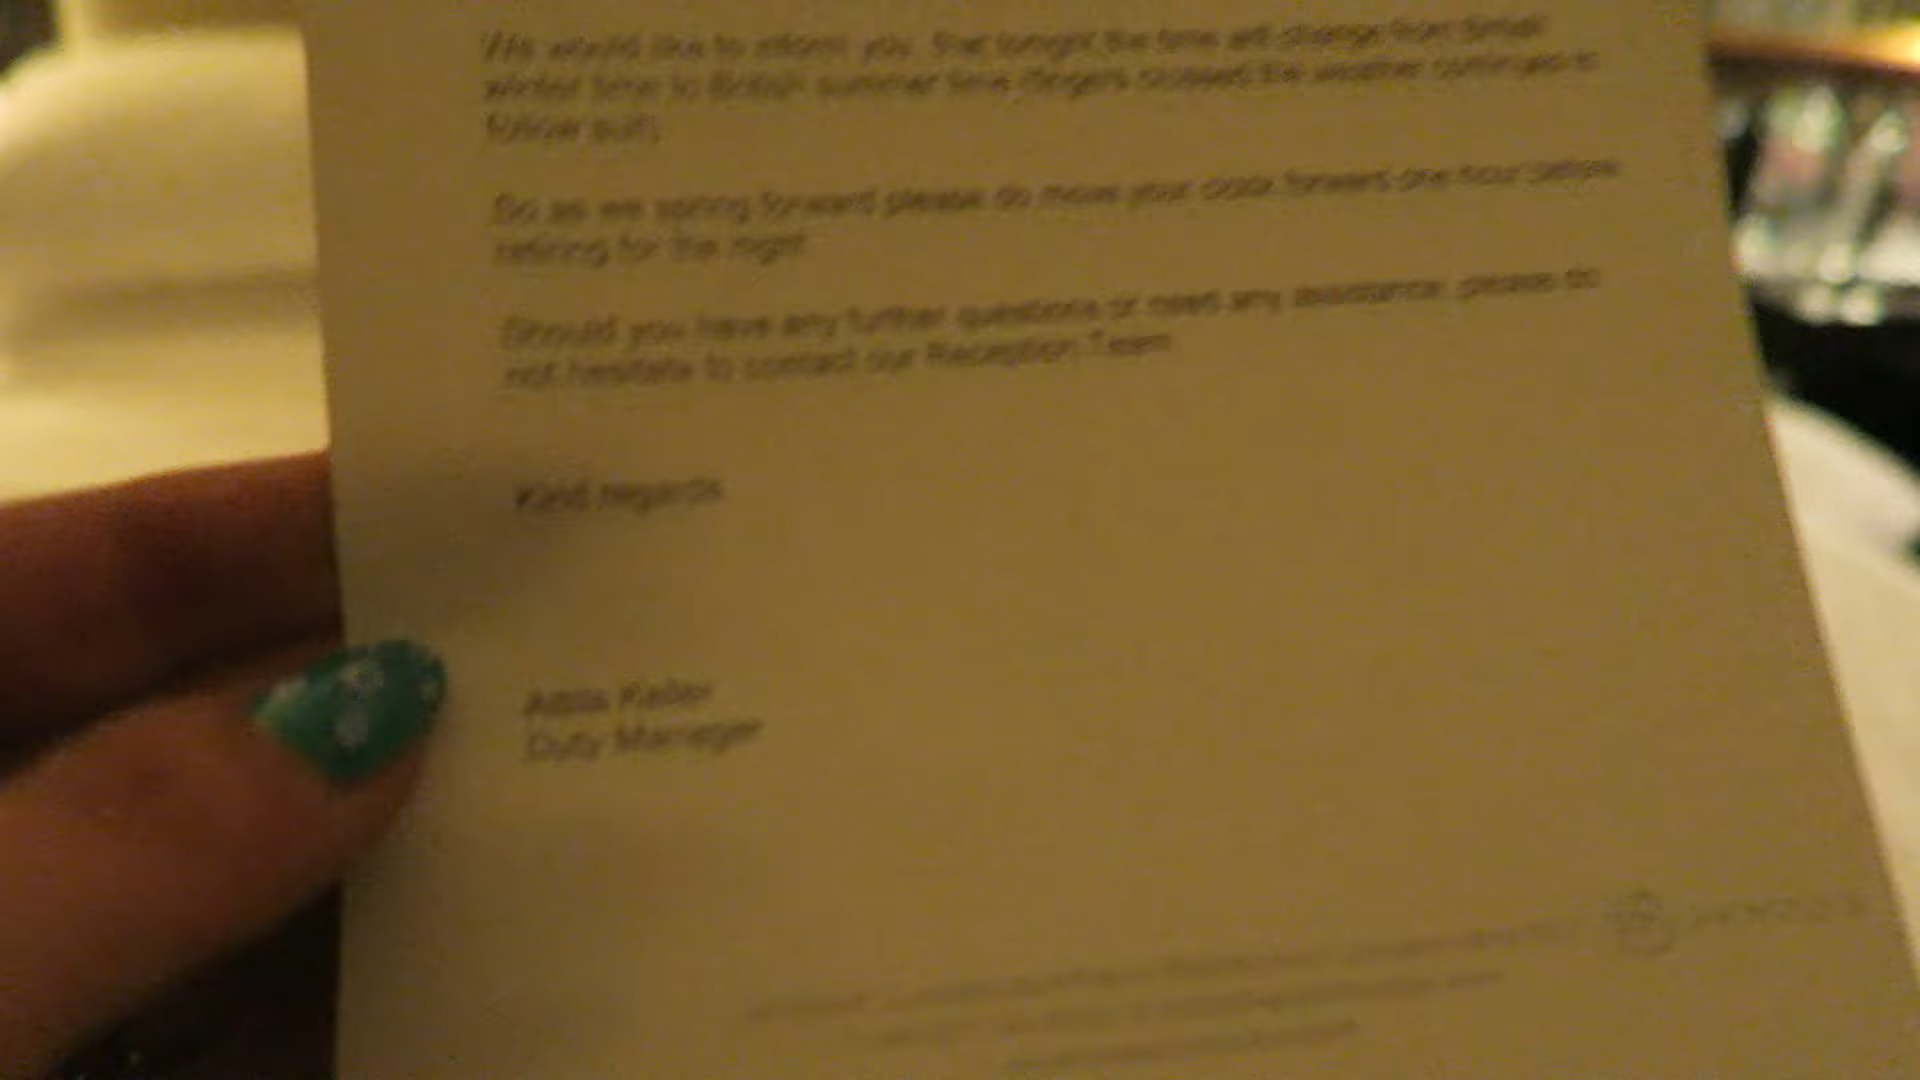 We would like to inform you, that tonight the time will change from British
winter time to British summer time (fingers crossed the weather continues to
follow suit).
So as we spring forward please do move your clock forward one hour before
retiring for the night.
Should you have any further questions or need any assistance, please do
not hesitate to contact our Reception Team.
Kind regards
Duty Manager